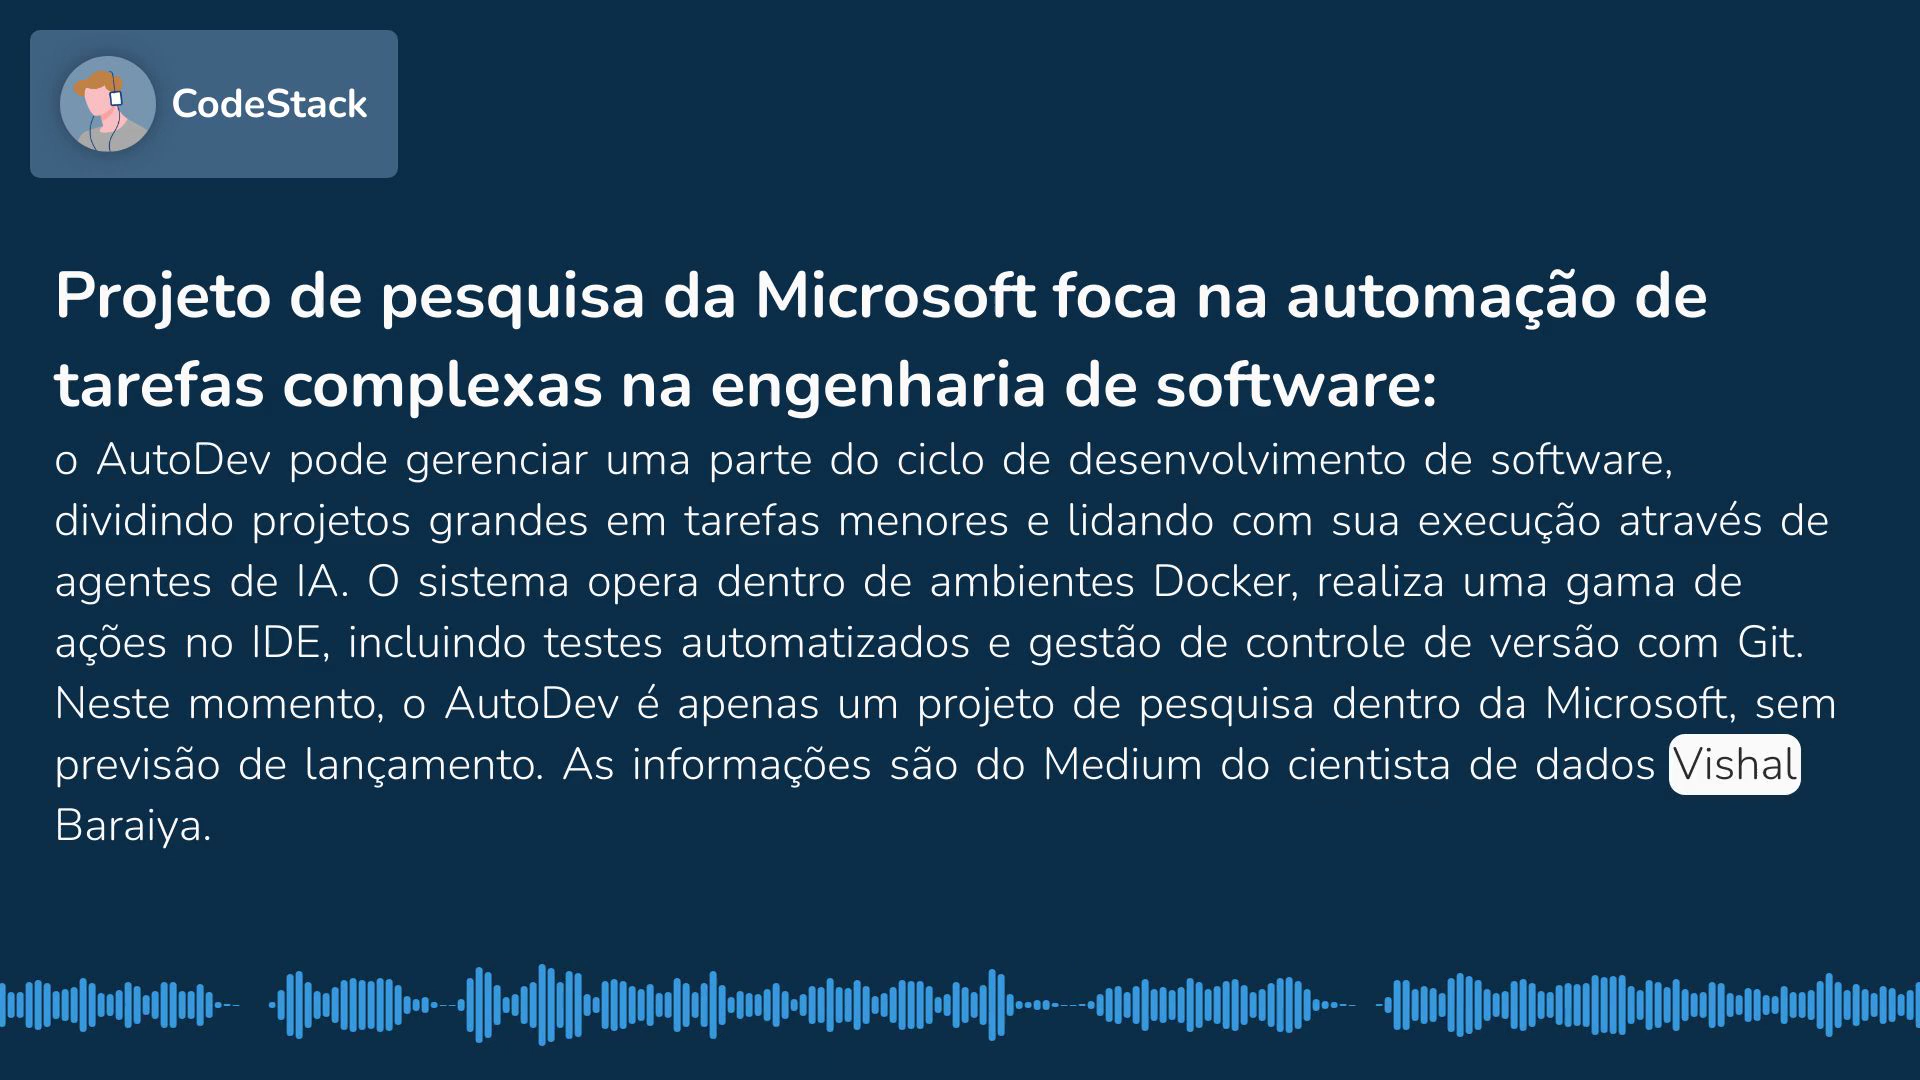 CodeStack
Projeto de pesquisa da Microsoft foca na automação de
tarefas complexas na engenharia de software:
o AutoDev pode gerenciar uma parte do ciclo de desenvolvimento de software,
dividindo projetos grandes em tarefas menores e lidando com sua execução através de
agentes de IA. O sistema opera dentro de ambientes Docker, realiza uma gama de
ações no IDE, incluindo testes automatizados e gestão de controle de versão com Git.
Neste momento, o AutoDev é apenas um projeto de pesquisa dentro da Microsoft, sem
previsão de lançamento. As informações são do Medium do cientista de dados Vishal
Baraiya.